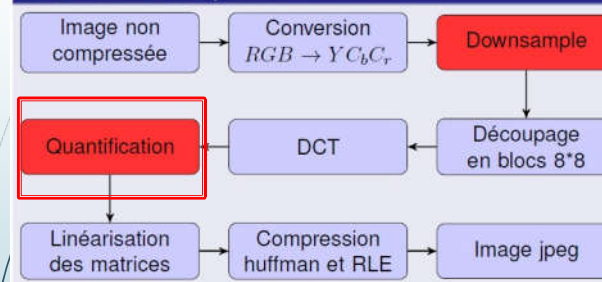 Image non
compressée
Conversion
RGB → YCbCr
Downsample
Quantification
DCT
Découpage
en blocs 8*8
Linéarisation
des matrices
Compression
huffman et RLE
Image jpeg